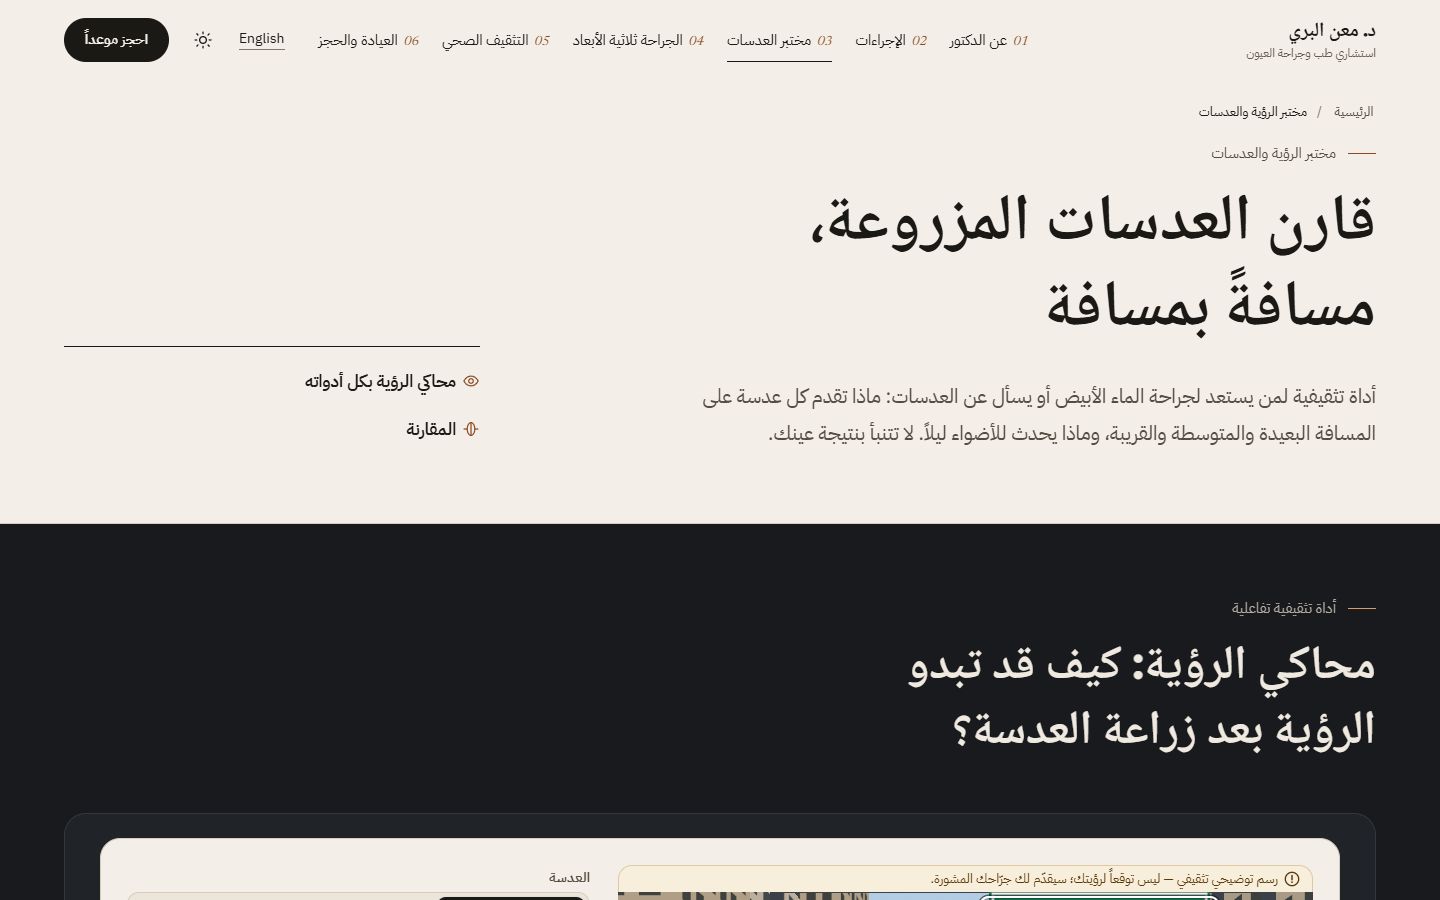 د. معن البري
استشاري طب وجراحة العيون
01 عن الدكتور
02 الإجراءات
03 مختبر العدسات
04 الجراحة ثلاثية الأبعاد
05 التثقيف الصحي
06 العيادة والحجز
English
احجز موعداً
الرئيسية / مختبر الرؤية والعدسات
مختبر الرؤية والعدسات
قارن العدسات المزروعة،
مسافةً بمسافة
أداة تثقيفية لمن يستعد لجراحة الماء الأبيض أو يسأل عن العدسات: ماذا تقدم كل عدسة على
المسافة البعيدة والمتوسطة والقريبة، وماذا يحدث للأضواء ليلاً. لا تتنبأ بنتيجة عينك.
محاكي الرؤية بكل أدواته
المقارنة
أداة تثقيفية تفاعلية
محاكي الرؤية: كيف قد تبدو
الرؤية بعد زراعة العدسة؟
رسم توضيحي تثقيفي — ليس توقعاً لرؤيتك؛ سيقدّم لك جرّاحك المشورة.
العدسة